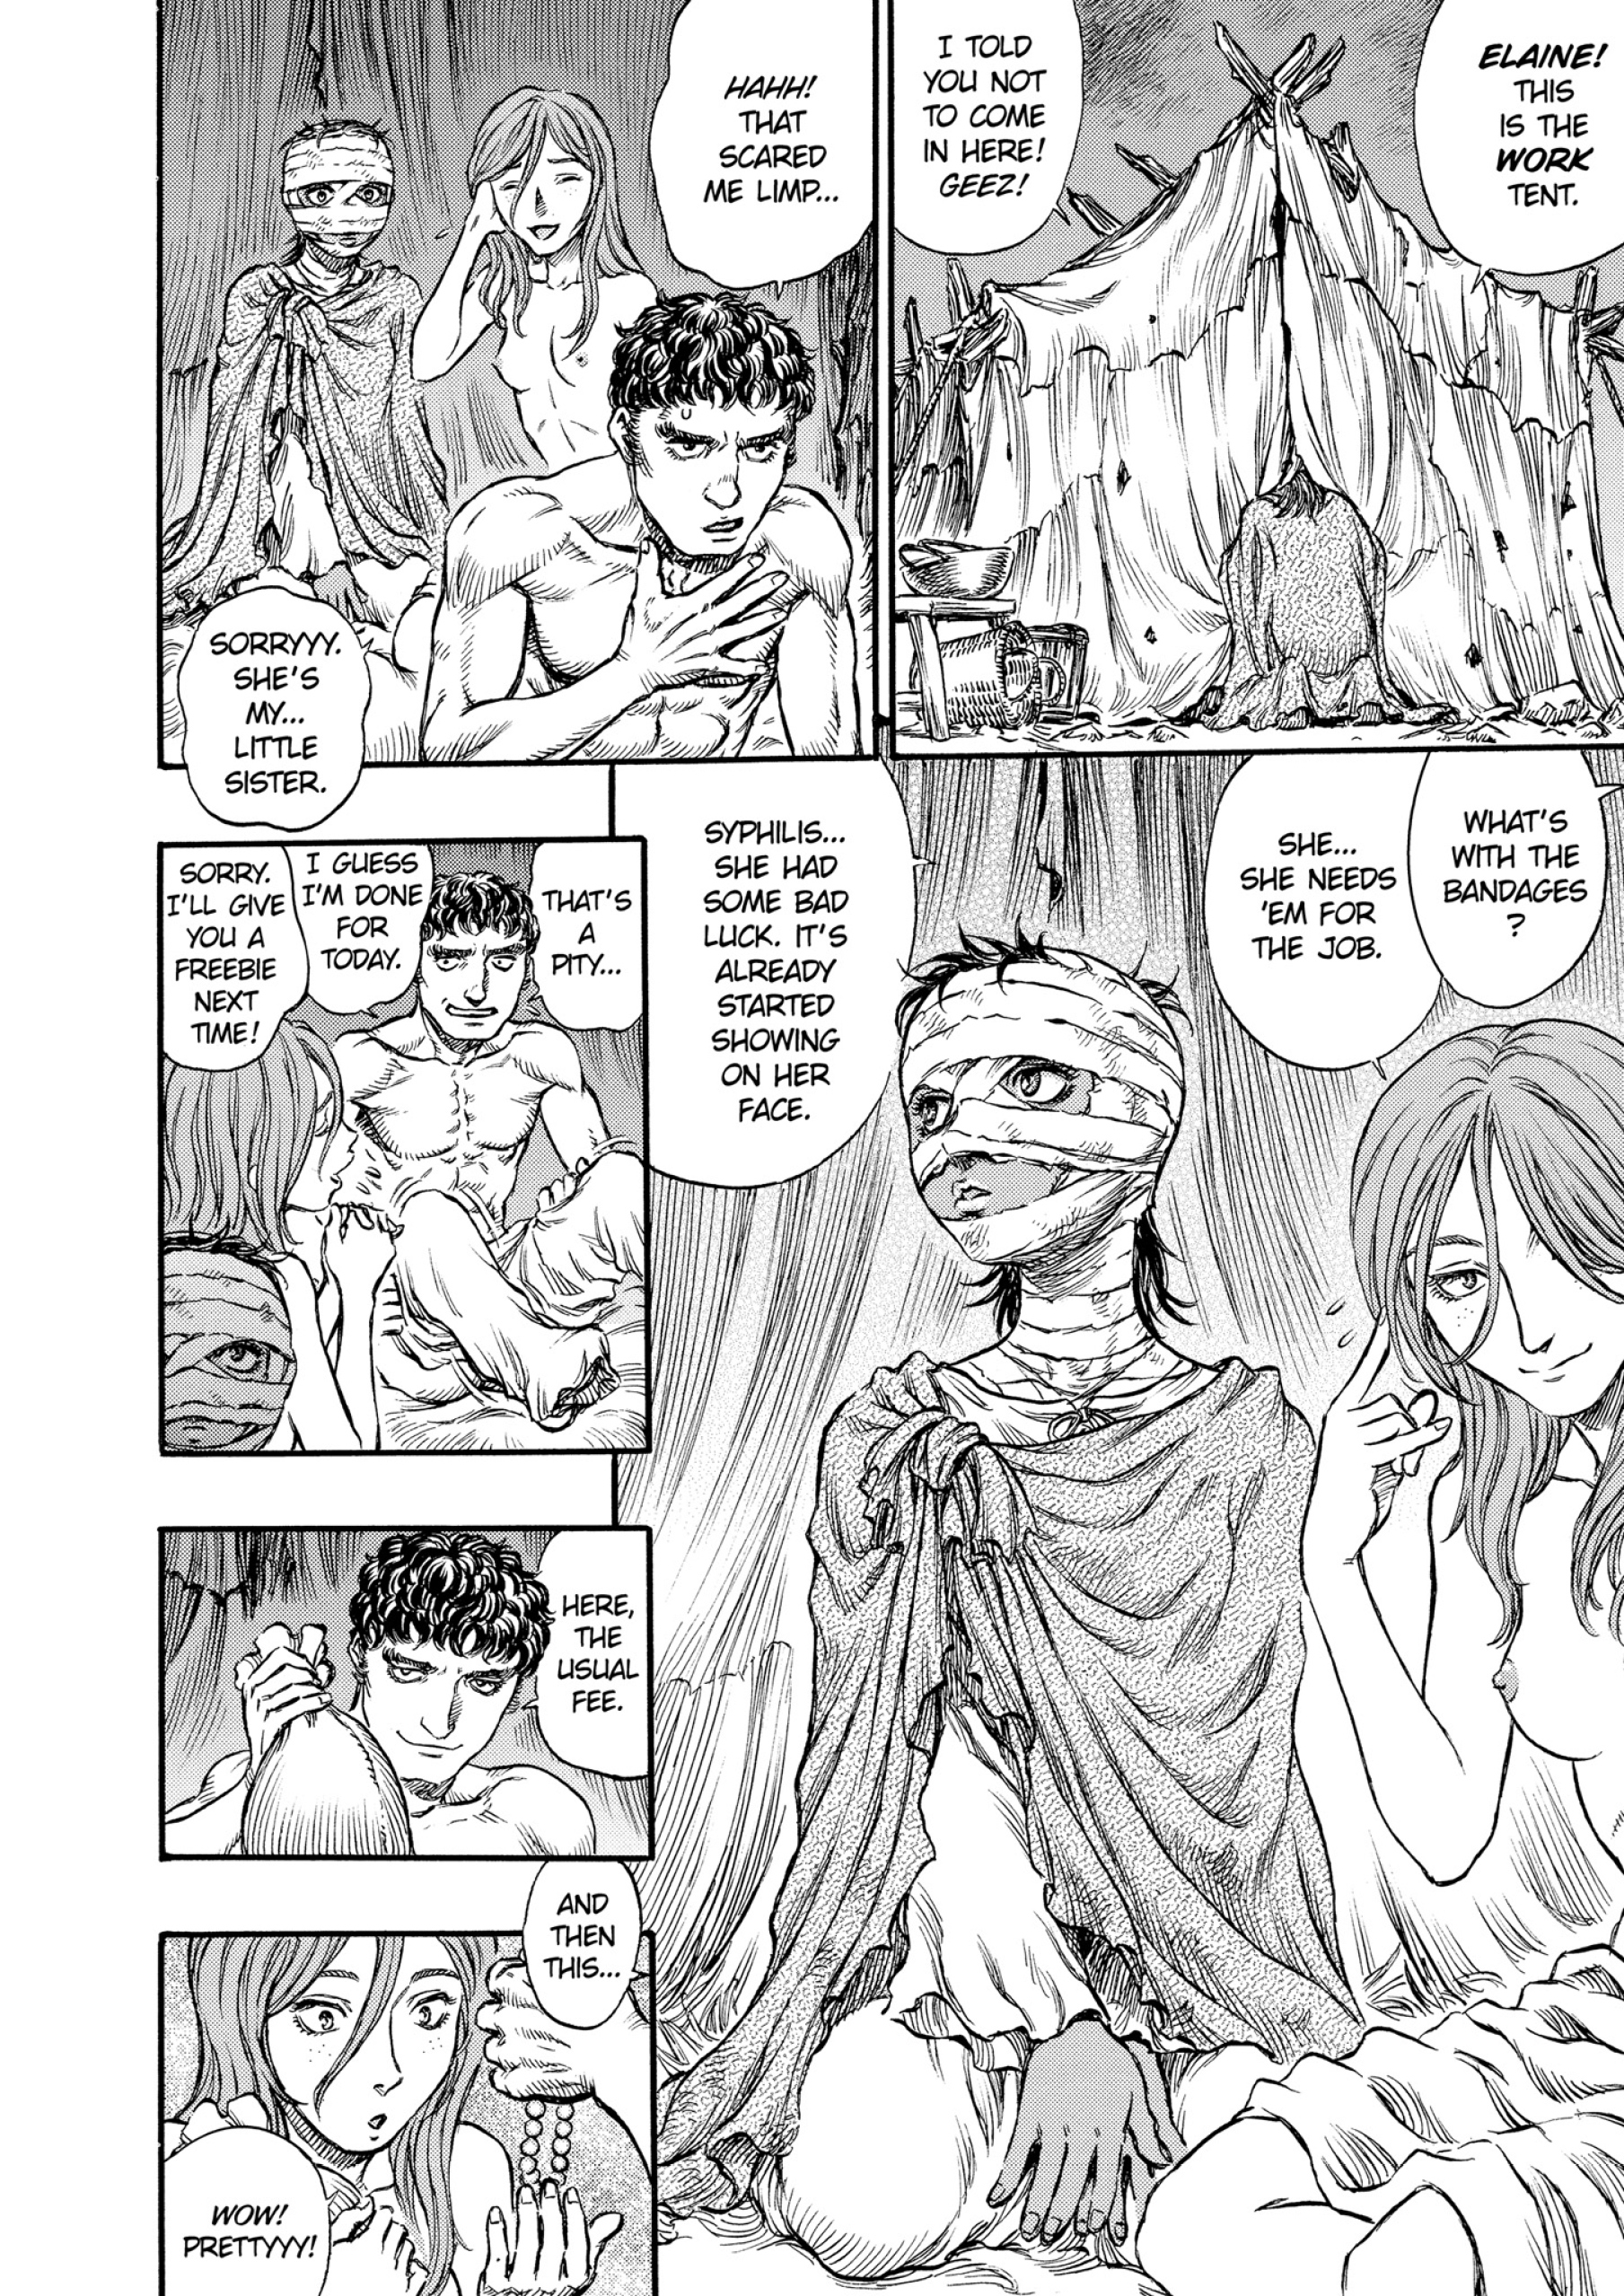 ELAINE!
THIS
IS THE
WORK
TENT.
I TOLD
YOU NOT
TO COME
IN HERE!
GEEZ!
HAHH!
THAT
SCARED
ME LIMP...
SORRYYY.
SHE'S
MY...
LITTLE
SISTER.
WHAT'S
WITH THE
BANDAGES
?
SHE...
SHE NEEDS
'EM FOR
THE JOB.
SYPHILIS...
SHE HAD
SOME BAD
LUCK. IT'S
ALREADY
STARTED
SHOWING
ON HER
FACE.
THAT'S
A
PITY...
I GUESS
I'M DONE
FOR
TODAY.
SORRY.
I'LL GIVE
YOU A
FREEBIE
NEXT
TIME!
HERE,
THE
USUAL
FEE.
AND
THEN
THIS...
WOW!
PRETTYYY!